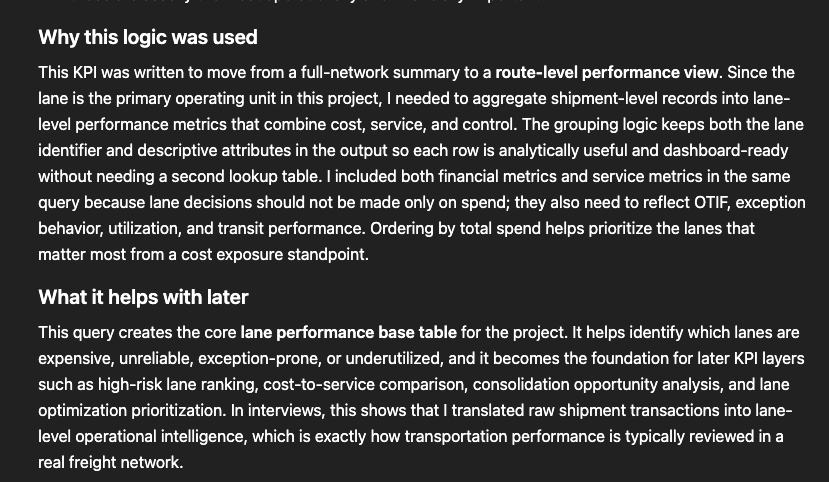 Why this logic was used
This KPI was written to move from a full-network summary to a route-level performance view. Since the
lane is the primary operating unit in this project, I needed to aggregate shipment-level records into lane-
level performance metrics that combine cost, service, and control. The grouping logic keeps both the lane
identifier and descriptive attributes in the output so each row is analytically useful and dashboard-ready
without needing a second lookup table. I included both financial metrics and service metrics in the same
query because lane decisions should not be made only on spend; they also need to reflect OTIF, exception
behavior, utilization, and transit performance. Ordering by total spend helps prioritize the lanes that
matter most from a cost exposure standpoint.
What it helps with later
This query creates the core lane performance base table for the project. It helps identify which lanes are
expensive, unreliable, exception-prone, or underutilized, and it becomes the foundation for later KPI layers
such as high-risk lane ranking, cost-to-service comparison, consolidation opportunity analysis, and lane
optimization prioritization. In interviews, this shows that I translated raw shipment transactions into lane-
level operational intelligence, which is exactly how transportation performance is typically reviewed in a
real freight network.